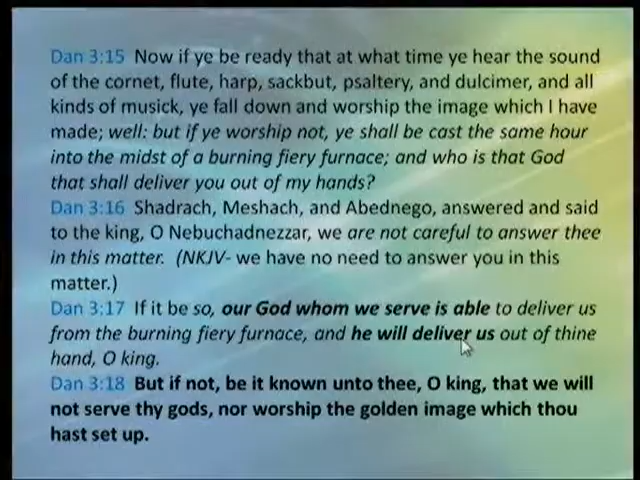 Dan 3:15 Now if ye be ready that at what time ye hear the sound
of the cornet, flute, harp, sackbut, psaltery, and dulcimer, and all
kinds of musick, ye fall down and worship the image which I have
made; well: but if ye worship not, ye shall be cast the same hour
into the midst of a burning fiery furnace; and who is that God
that shall deliver you out of my hands?
Dan 3:16 Shadrach, Meshach, and Abednego, answered and said
to the king, O Nebuchadnezzar, we are not careful to answer thee
in this matter. (NKJV- we have no need to answer you in this
matter.)
Dan 3:17 If it be so, our God whom we serve is able to deliver us
from the burning fiery furnace, and he will deliver us out of thine
hand, O king.
Dan 3:18 But if not, be it known unto thee, O king, that we will
not serve thy gods, nor worship the golden image which thou
hast set up.